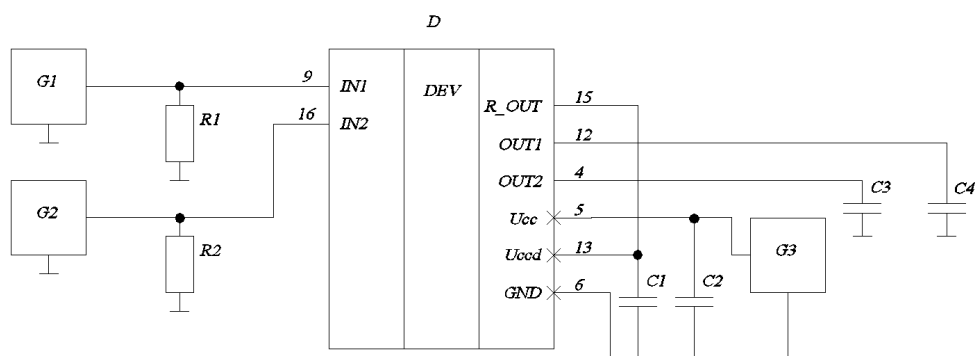 D
G1
9
IN1
DEV
R1
16
IN2
R_OUT
15
OUT1
12
OUT2
4
C3
C4
G2
Ucc
5
R2
Uccd
13
G3
GND
6
C1
C2